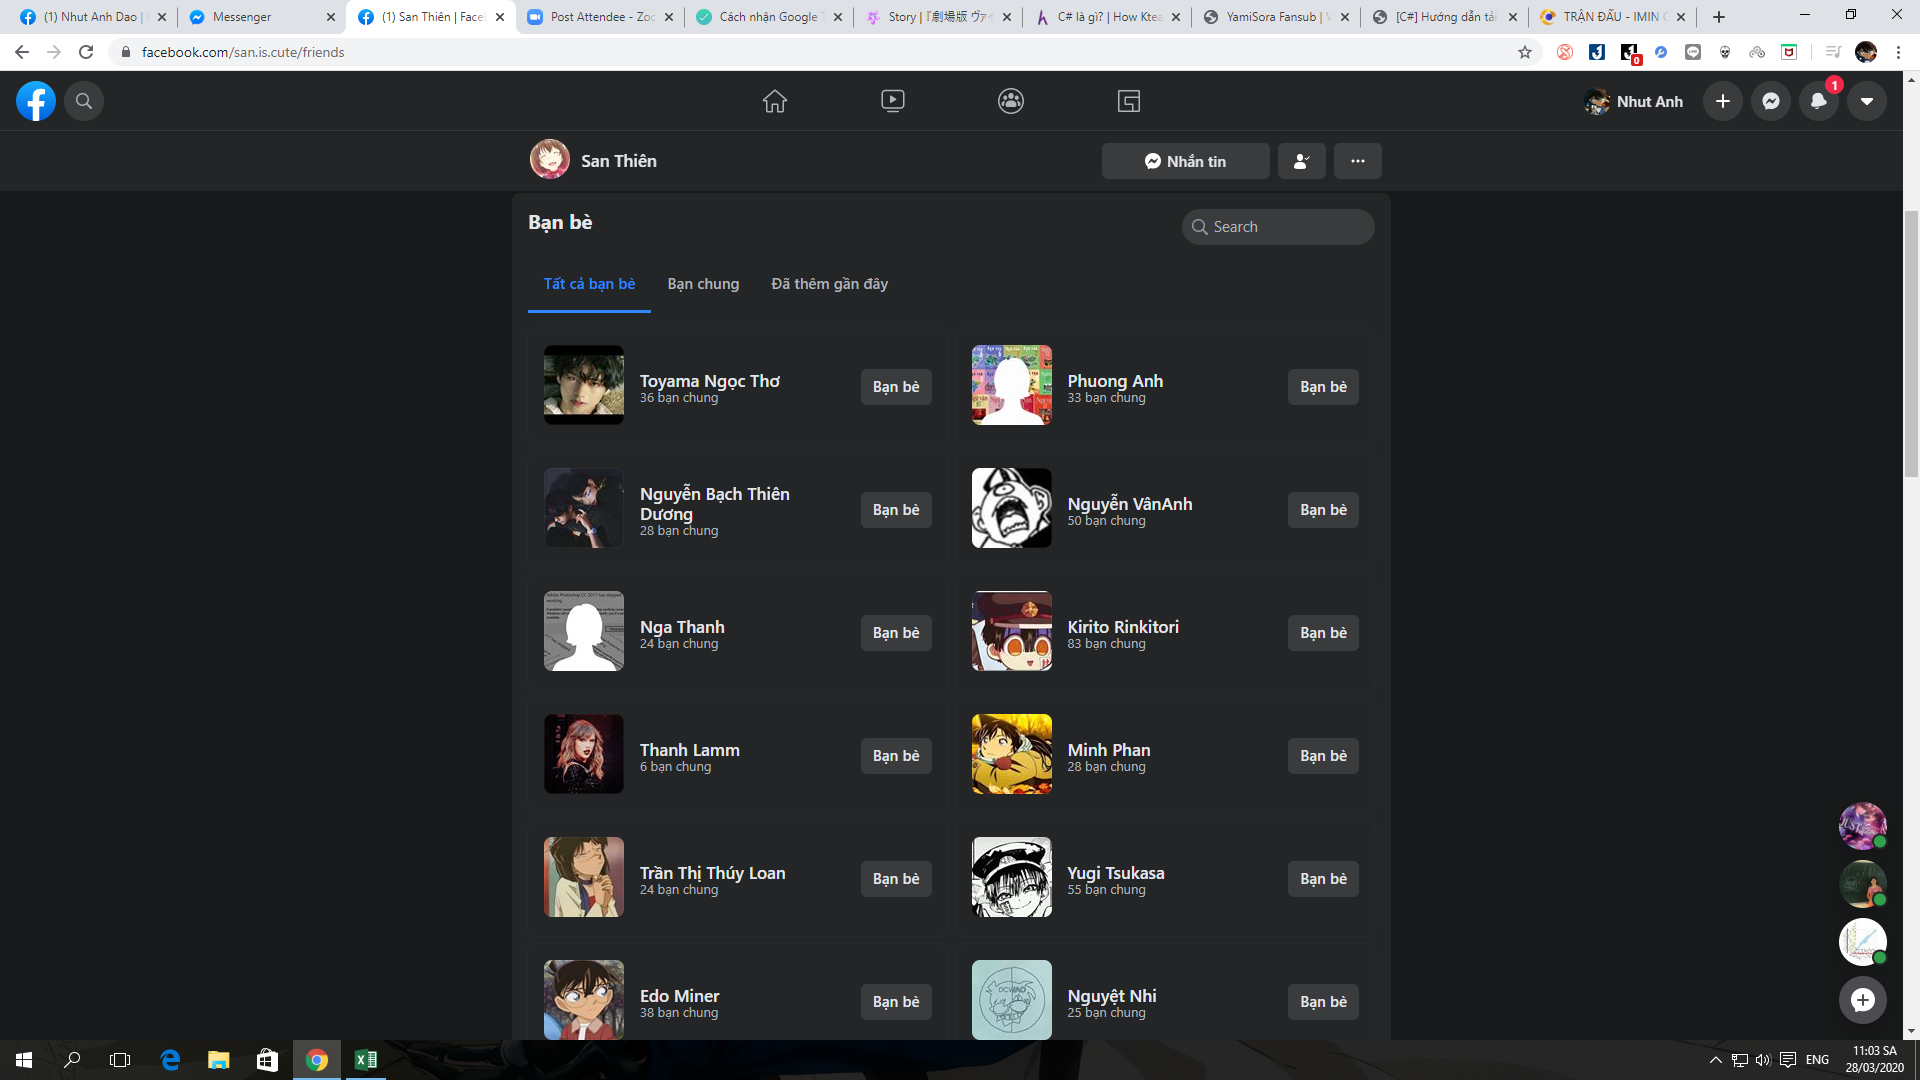 (1) Nhut Anh Dao |
Messenger
(1) San Thiên | Face
Post Attendee - Zoo
Cách nhận Google T
Story | 『劇場版 ヴァイ
C# là gì? | How Ktea
YamiSora Fansub | V
[C#] Hướng dẫn tải
TRẬN ĐẤU - IMIN
facebook.com/san.is.cute/friends
0
Nhut Anh
1
San Thiên
Nhắn tin
Bạn bè
Search
Tất cả bạn bè
Bạn chung
Đã thêm gần đây
Toyama Ngọc Thơ
36 bạn chung
Bạn bè
Phuong Anh
33 bạn chung
Bạn bè
Nguyễn Bạch Thiên
Dương
28 bạn chung
Bạn bè
Nguyễn VânAnh
50 bạn chung
Bạn bè
Nga Thanh
24 bạn chung
Bạn bè
Kirito Rinkitori
83 bạn chung
Bạn bè
Thanh Lamm
6 bạn chung
Bạn bè
Minh Phan
28 bạn chung
Bạn bè
Trần Thị Thúy Loan
24 bạn chung
Bạn bè
Yugi Tsukasa
55 bạn chung
Bạn bè
Edo Miner
38 bạn chung
Bạn bè
Nguyệt Nhi
25 bạn chung
Bạn bè
ENG
11:03 SA
28/03/2020